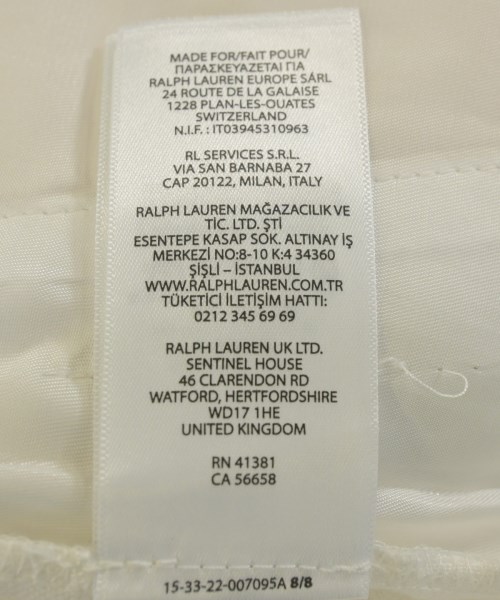 MADE FOR/FAIT POUR/
ΠΑΡΑΣΚΕΥΑΖΕΤΑΙ ΓΙΑ
RALPH LAUREN EUROPE SÁRL
24 ROUTE DE LA GALAISE
1228 PLAN-LES-OUATES
SWITZERLAND
N.I.F. : IT03945310963
RL SERVICES S.R.L.
VIA SAN BARNABA 27
CAP 20122, MILAN, ITALY
RALPH LAUREN MAĞAZACILIK VE
TİC. LTD. ŞTİ
ESENTEPE KASAP SOK. ALTINAY İŞ
MERKEZİ NO:8-10 K:4 34360
ŞİŞLİ – İSTANBUL
WWW.RALPHLAUREN.COM.TR
TÜKETİCİ İLETİŞİM HATTI:
0212 345 69 69
RALPH LAUREN UK LTD.
SENTINEL HOUSE
46 CLARENDON RD
WATFORD, HERTFORDSHIRE
WD17 1HE
UNITED KINGDOM
RN 41381
CA 56658
15-33-22-007095A 8/8